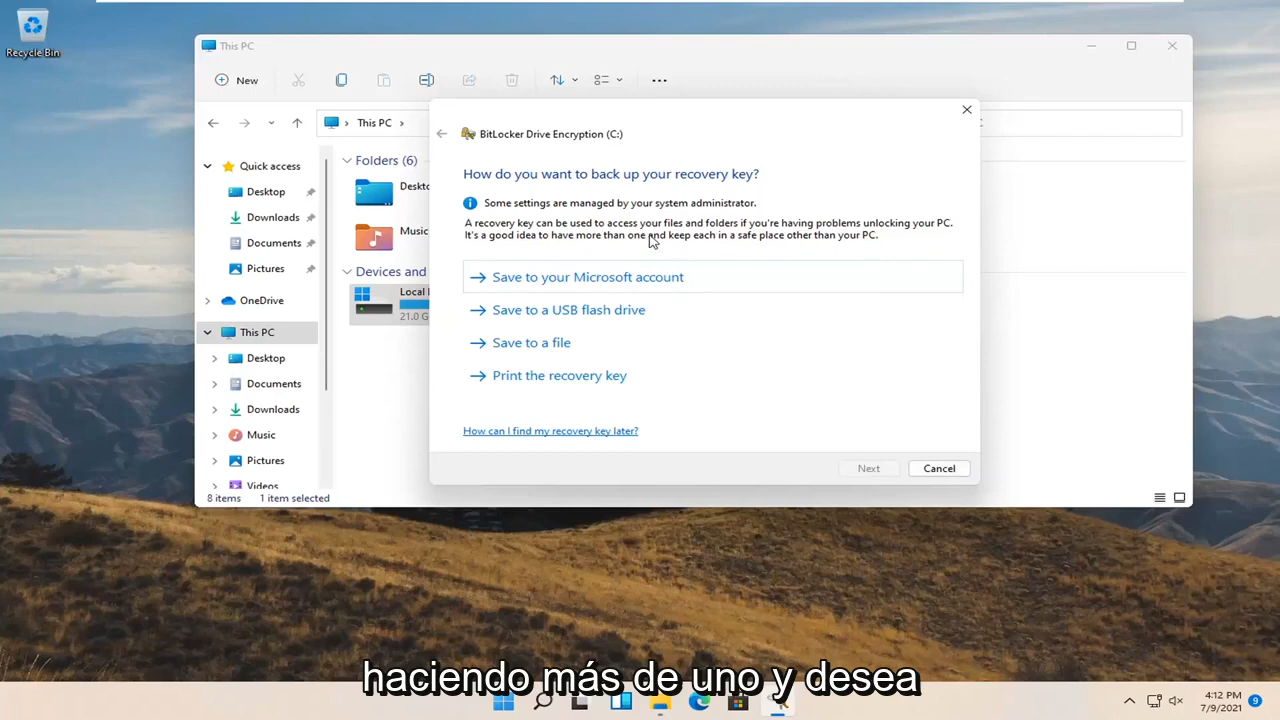 Recycle Bin
This PC
New
This PC
Quick access
Desktop
Downloads
Documents
Pictures
OneDrive
This PC
Desktop
Documents
Downloads
Music
Pictures
Videos
Folders (6)
Music
Devices and
Local
21.0 G
8 items 1 item selected
BitLocker Drive Encryption (C:)
How do you want to back up your recovery key?
Some settings are managed by your system administrator.
A recovery key can be used to access your files and folders if you're having problems unlocking your PC.
It's a good idea to have more than one and keep each in a safe place other than your PC.
Save to your Microsoft account
Save to a USB flash drive
Save to a file
Print the recovery key
How can I find my recovery key later?
Next Cancel
haciendo más de uno y desea
4:12 PM
7/9/2021
9